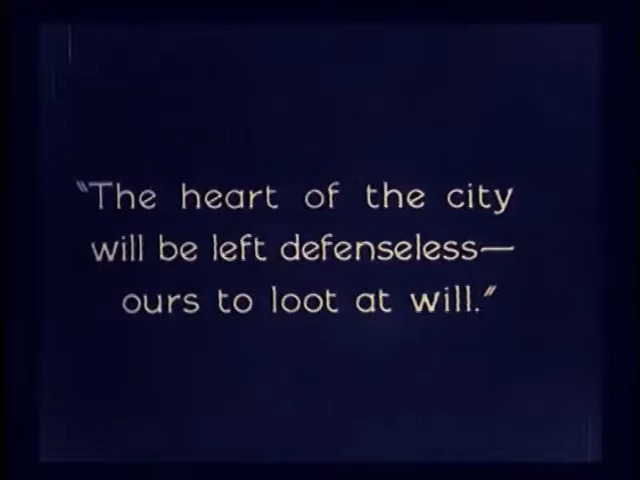 "The heart of the city
will be left defenseless—
ours to loot at will."